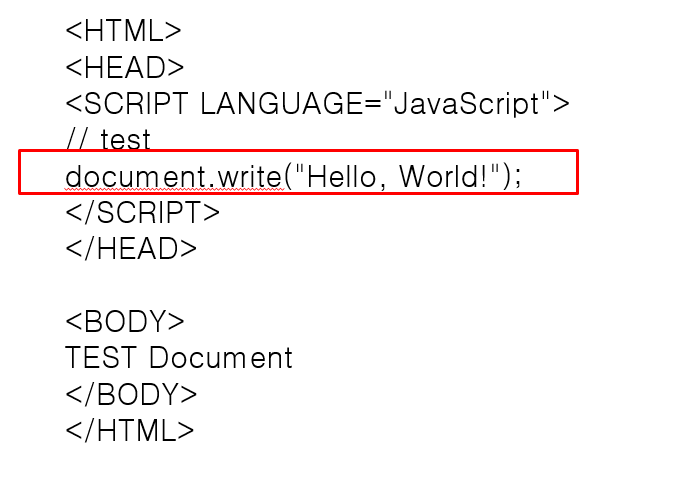 <HTML>
<HEAD>
<SCRIPT LANGUAGE="JavaScript">
// test
document.write("Hello, World!");
</SCRIPT>
</HEAD>
<BODY>
TEST Document
</BODY>
</HTML>